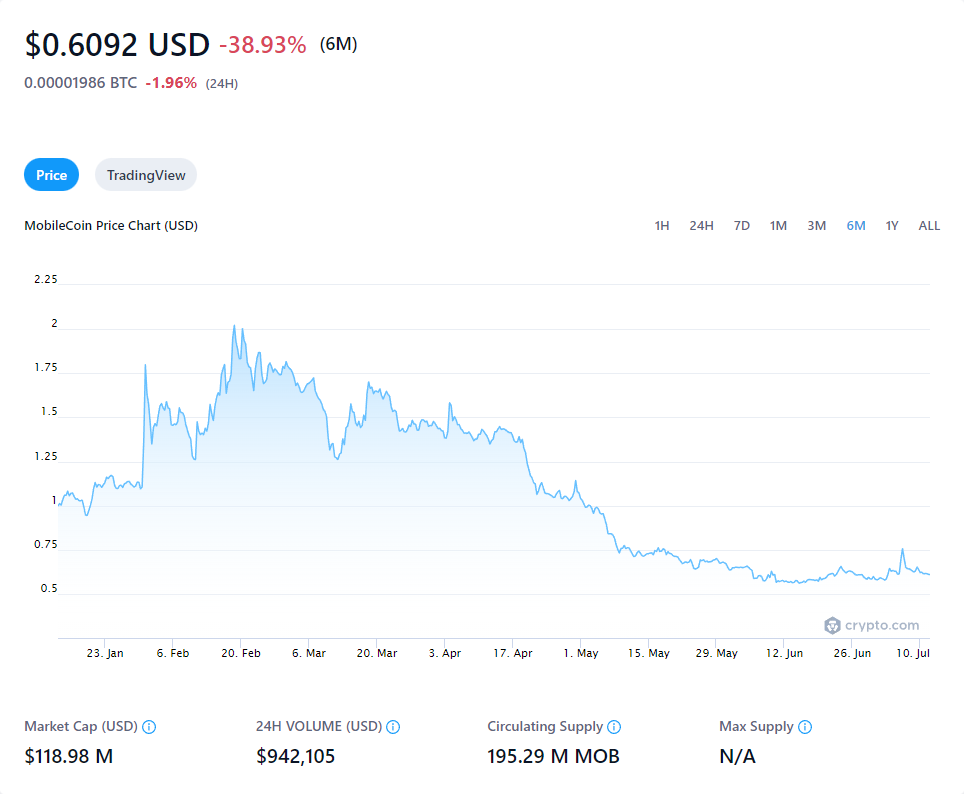 $0.6092 USD -38.93% (6M)
0.00001986 BTC -1.96% (24H)
Price TradingView
MobileCoin Price Chart (USD) 1H 24H 7D 1M 3M 6M 1Y ALL
2.25
2
1.75
1.5
1.25
1
0.75
0.5
crypto.com
23. Jan 6. Feb 20. Feb 6. Mar 20. Mar 3. Apr 17. Apr 1. May 15. May 29. May 12. Jun 26. Jun 10. Jul
Market Cap (USD) 24H VOLUME (USD) Circulating Supply Max Supply
$118.98 M $942,105 195.29 M MOB N/A